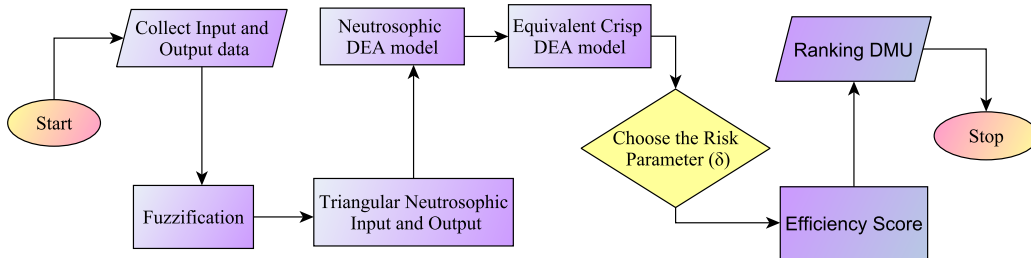 Start
Collect Input and
Output data
Fuzzification
Triangular Neutrosophic
Input and Output
Neutrosophic
DEA model
Equivalent Crisp
DEA model
Choose the Risk
Parameter (δ)
Efficiency Score
Ranking DMU
Stop